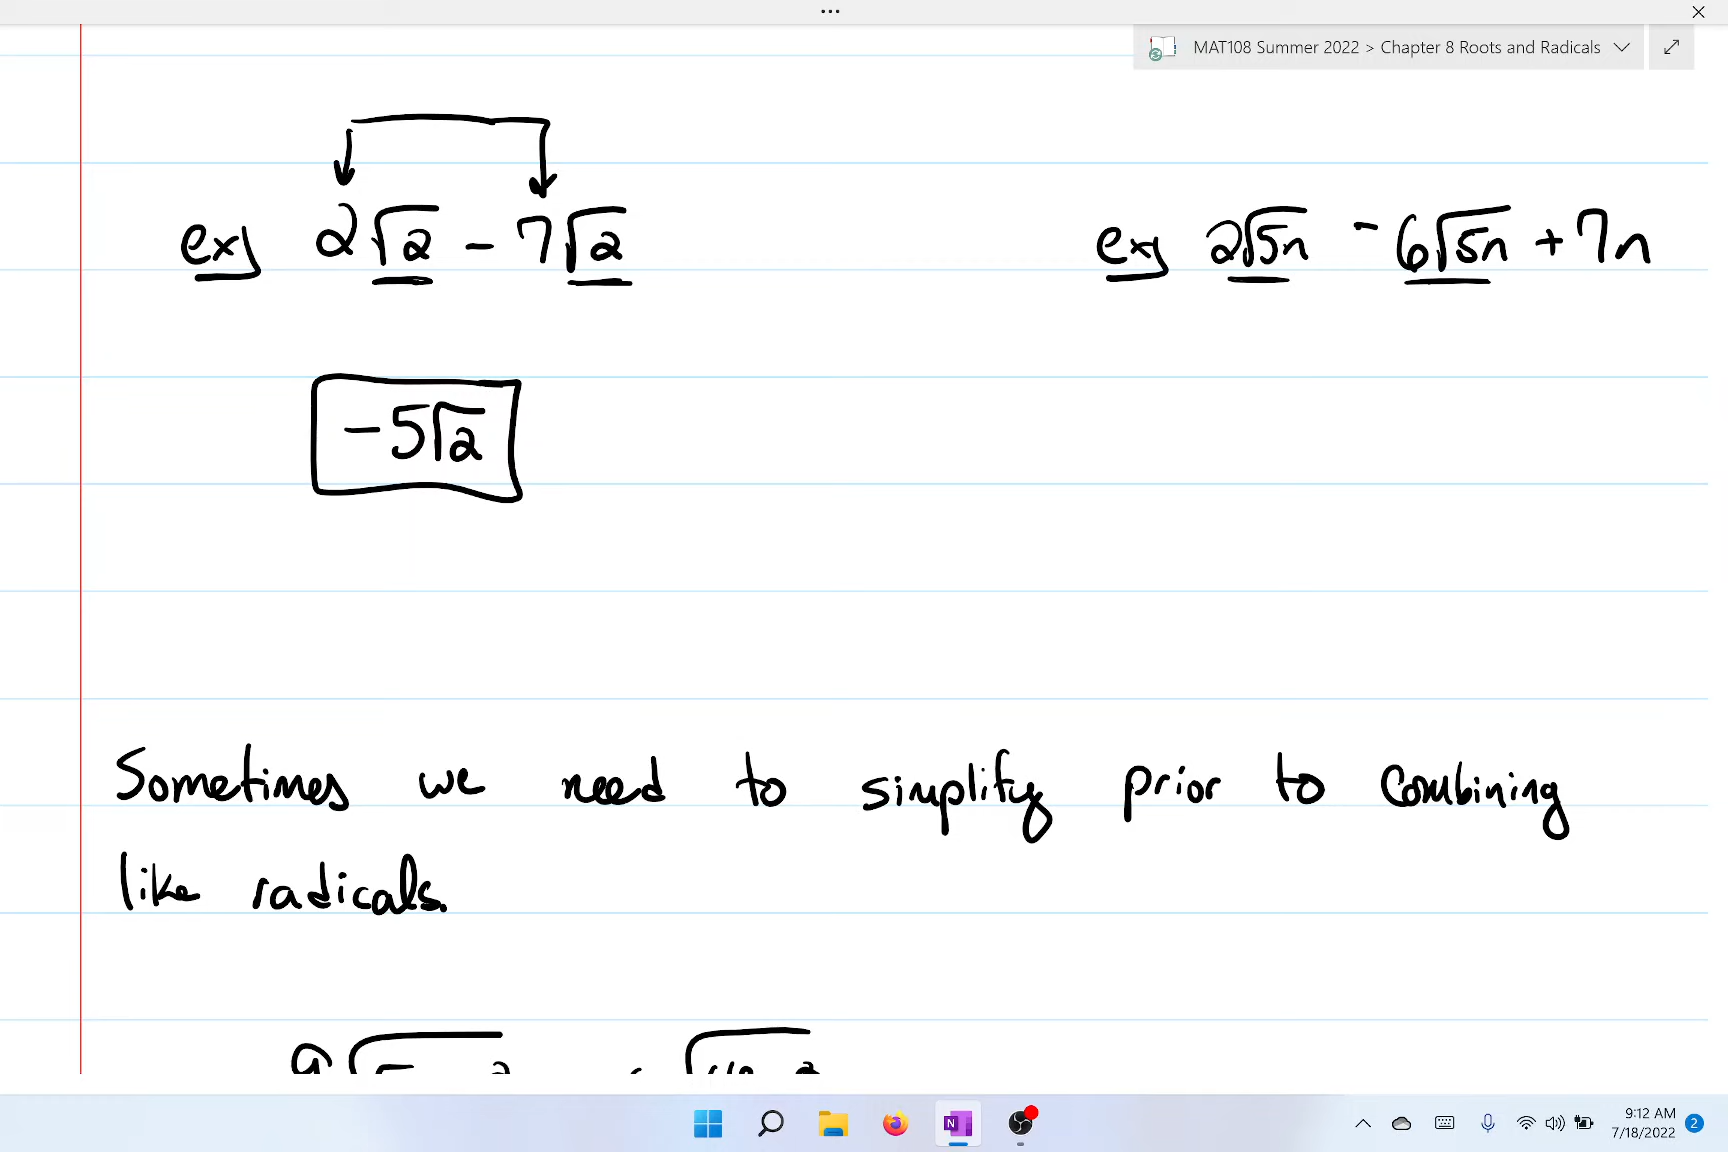 MAT108 Summer 2022 > Chapter 8 Roots and Radicals
ex) 2√2 - 7√2
ex) 2√5n - 6√5n + 7n
-5√2
Sometimes we need to simplify prior to combining
like radicals.
9:12 AM
7/18/2022
2